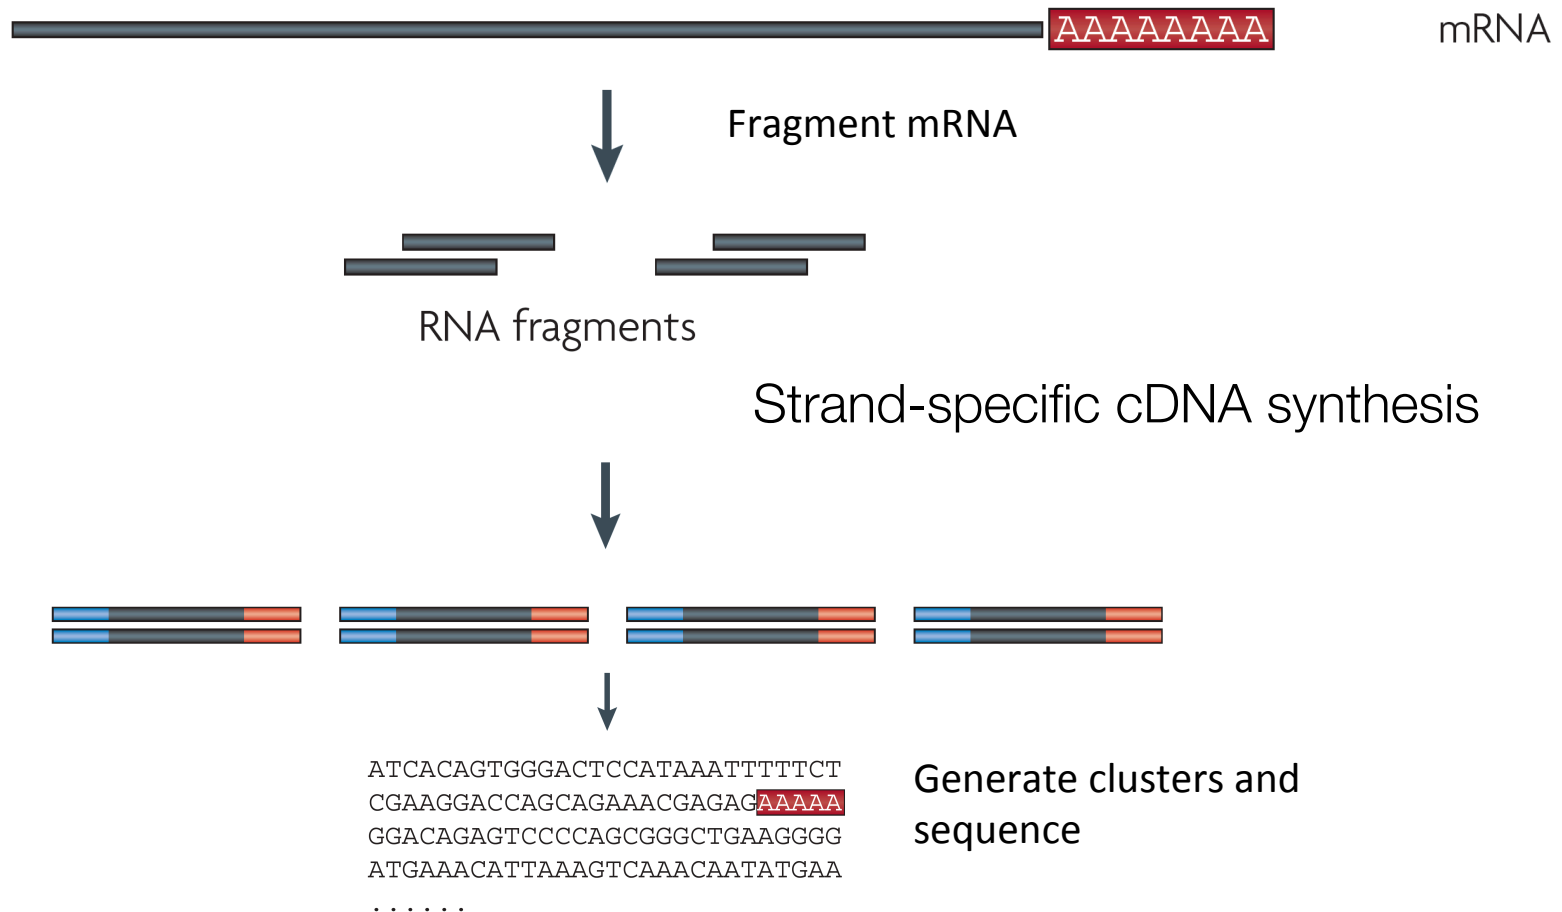 AAAAAAAA mRNA
Fragment mRNA
RNA fragments
Strand-specific cDNA synthesis
ATCACAGTGGGACTCCATAAATTTTTCT
CGAAGGACCAGCAGAAACGAGAGAAAAA
GGACAGAGTCCCCAGCGGGCTGAAGGGG
ATGAAACATTAAAGTCAAACAATATGAA
......
Generate clusters and
sequence